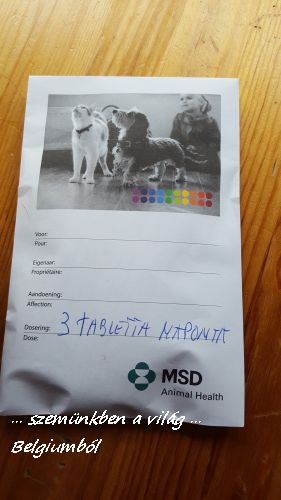 Voor:
Pour:
Eigenaar:
Propriétaire:
Aandoening:
Affection:
Dosering: 3 TABLETTA NAPONTA
Dose:
MSD
Animal Health
... szemünkben a világ ...
Belgiumból